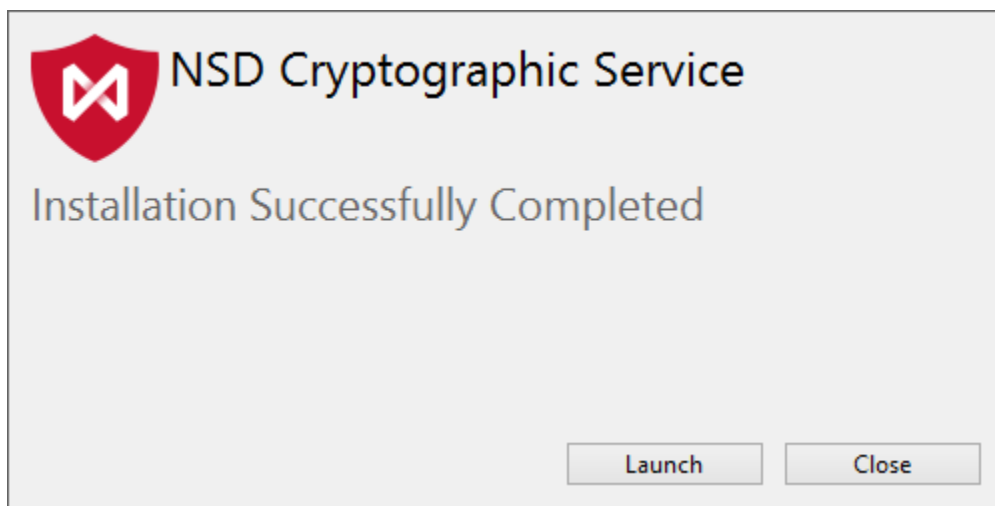 NSD Cryptographic Service
Installation Successfully Completed
Launch Close